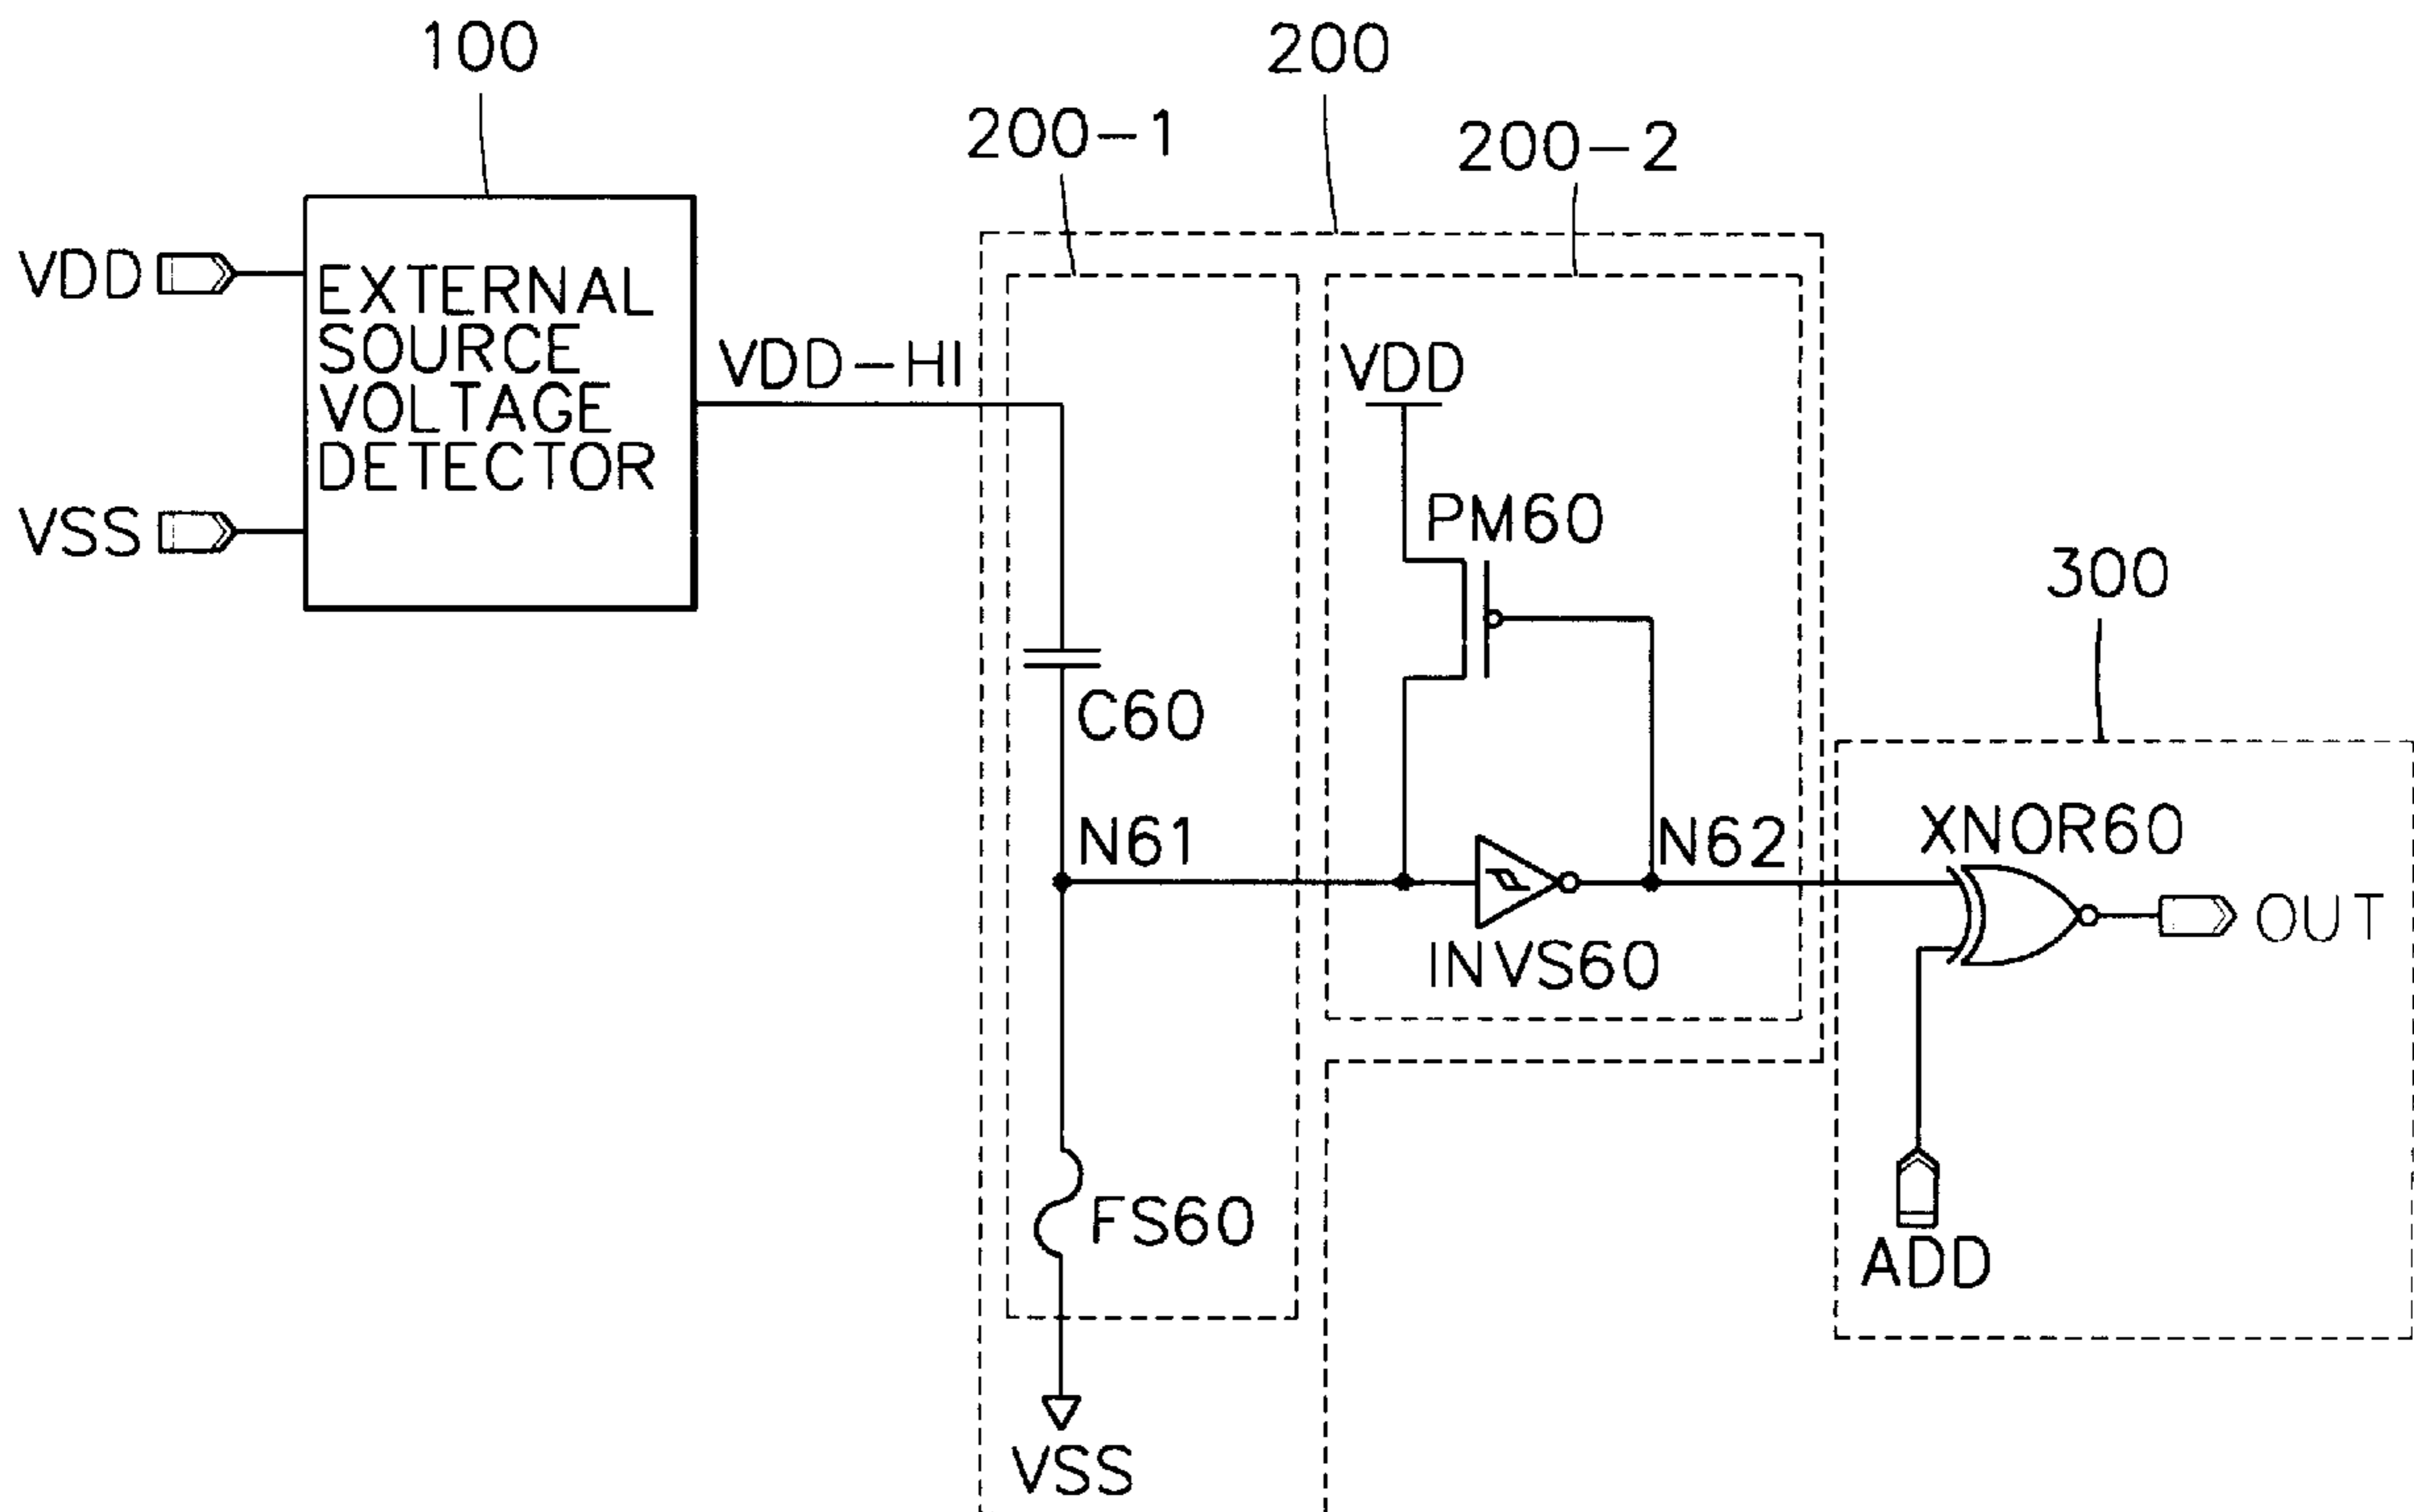 100
200
200-1
200-2
VDD
EXTERNAL
SOURCE
VOLTAGE
DETECTOR
VSS
VDD-HI
VDD
PM60
300
C60
N61
N62
XNOR60
OUT
INVS60
FS60
ADD
VSS